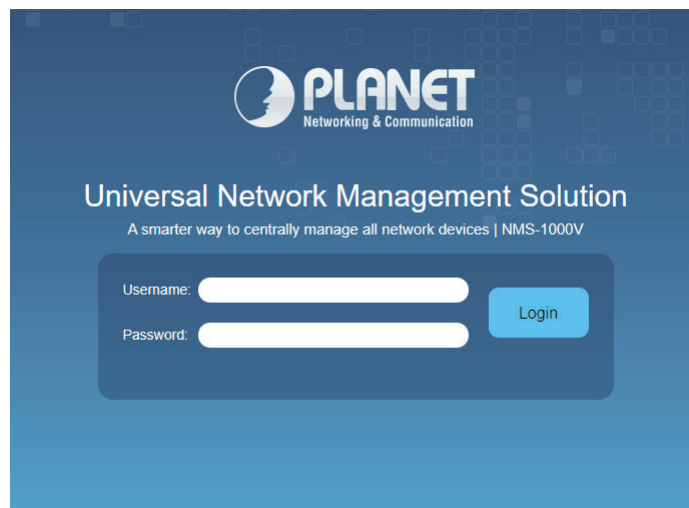 PLANET
Networking & Communication
Universal Network Management Solution
A smarter way to centrally manage all network devices | NMS-1000V
Username:
Login
Password: